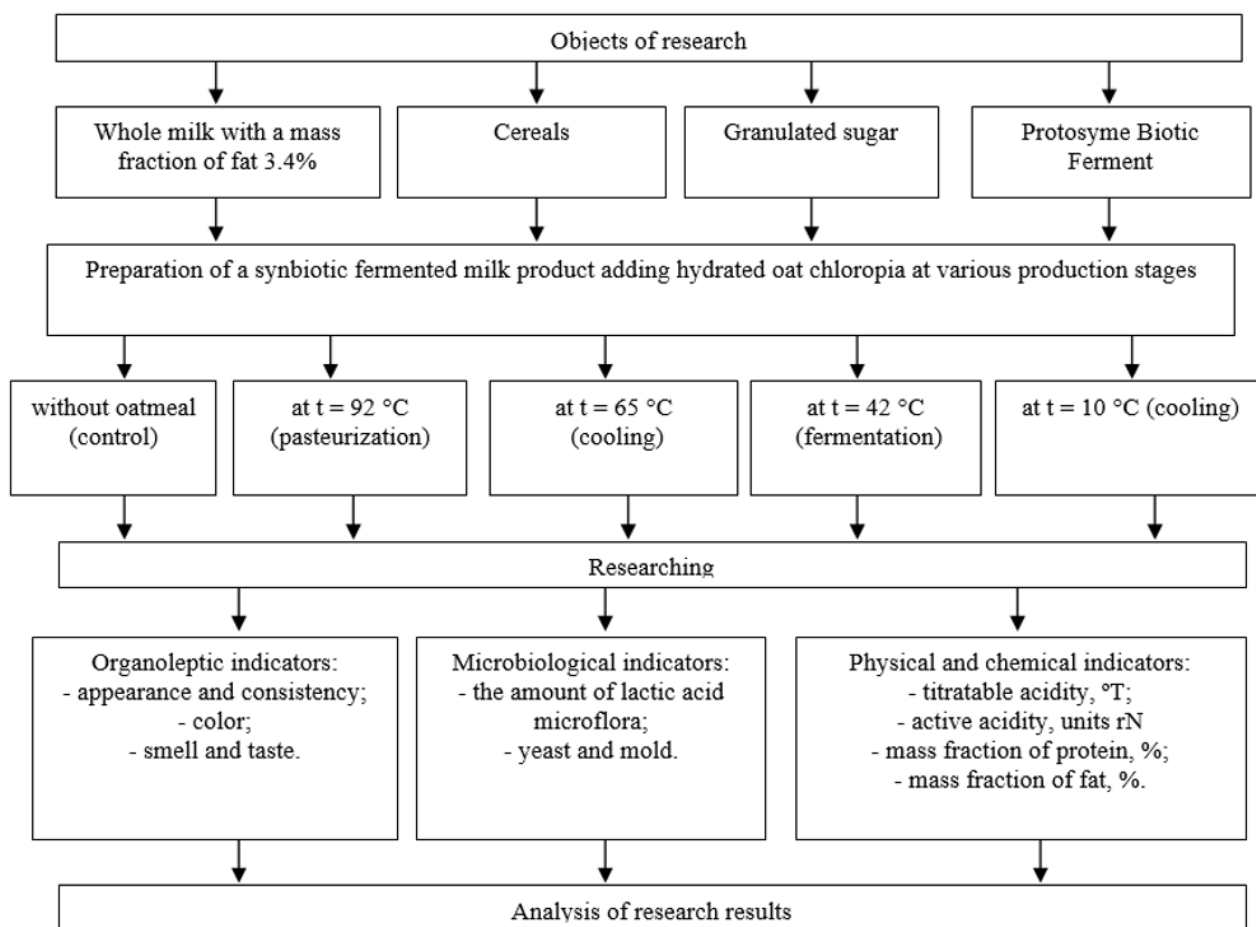 Objects of research
Whole milk with a mass
fraction of fat 3.4%
Cereals
Granulated sugar
Protosyme Biotic
Ferment
Preparation of a synbiotic fermented milk product adding hydrated oat chloropia at various production stages
without oatmeal
(control)
at t = 92 °C
(pasteurization)
at t = 65 °C
(cooling)
at t = 42 °C
(fermentation)
at t = 10 °C (cooling)
Researching
Organoleptic indicators:
- appearance and consistency;
- color;
- smell and taste.
Microbiological indicators:
- the amount of lactic acid
microflora;
- yeast and mold.
Physical and chemical indicators:
- titratable acidity, °T;
- active acidity, units rN
- mass fraction of protein, %;
- mass fraction of fat, %.
Analysis of research results